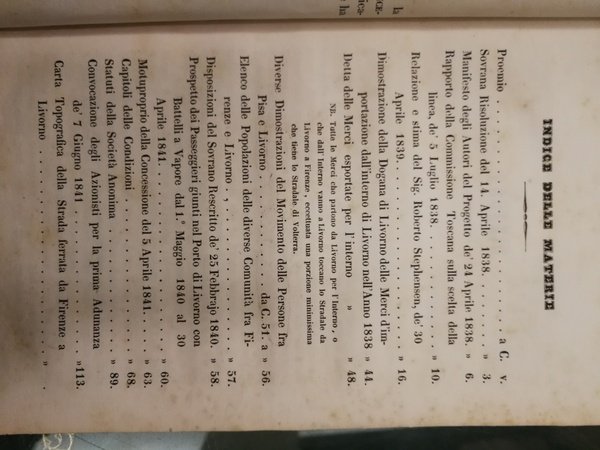 la
CE-
ica-
e ha
INDICE DELLE MATERIE
Proemio . . . . . . . . . . . . . . a C. v.
Sovrana Risoluzione del 14. Aprile 1838. . . . . » 3.
Manifesto degli Autori del Progetto de' 24 Aprile 1838. » 6.
Rapporto della Commissione Toscana sulla scelta della
linea, de' 5 Luglio 1838. . . . . . . . . . » 10.
Relazione e stima del Sig. Roberto Stephensen, de' 30
Aprile 1839. . . . . . . . . . . . . . » 16.
Dimostrazione della Dogana di Livorno delle Merci d'im-
portazione dall'interno di Livorno nell'Anno 1838 » 44.
Detta delle Merci esportate per l'interno » » 48.
NB. Tutte le Merci che partono da Livorno per l'Interno, o
che dall'Interno vanno a Livorno toccano lo Stradale da
Livorno a Firenze, eccettuata una porzione minimissima
che tiene lo Stradale di Volterra.
Diverse Dimostrazioni del Movimento delle Persone fra
Pisa e Livorno . . . . . . . . da C. 51. a » 56.
Elenco delle Popolazioni delle diverse Comunità fra Fi-
renze e Livorno . . . . . . . . . . . . » 57.
Disposizioni del Sovrano Rescritto de' 25 Febbrajo 1840. » 58.
Prospetto dei Passeggieri giunti nel Porto di Livorno con
Battelli a Vapore dal 1.° Maggio 1840 al 30
Aprile 1841. . . . . . . . . . . . . . » 60.
Motuproprio della Concessione del 5 Aprile 1841. . . » 63.
Capitoli delle Condizioni . . . . . . . . . . » 68.
Statuti della Società Anonima . . . . . . . . » 89.
Convocazione degli Azionisti per la prima Adunanza
de' 7 Giugno 1841 . . . . . . . . . . . » 113.
Carta Topografica della Strada ferrata da Firenze a
Livorno . . . . . . . . . . . . . . . »